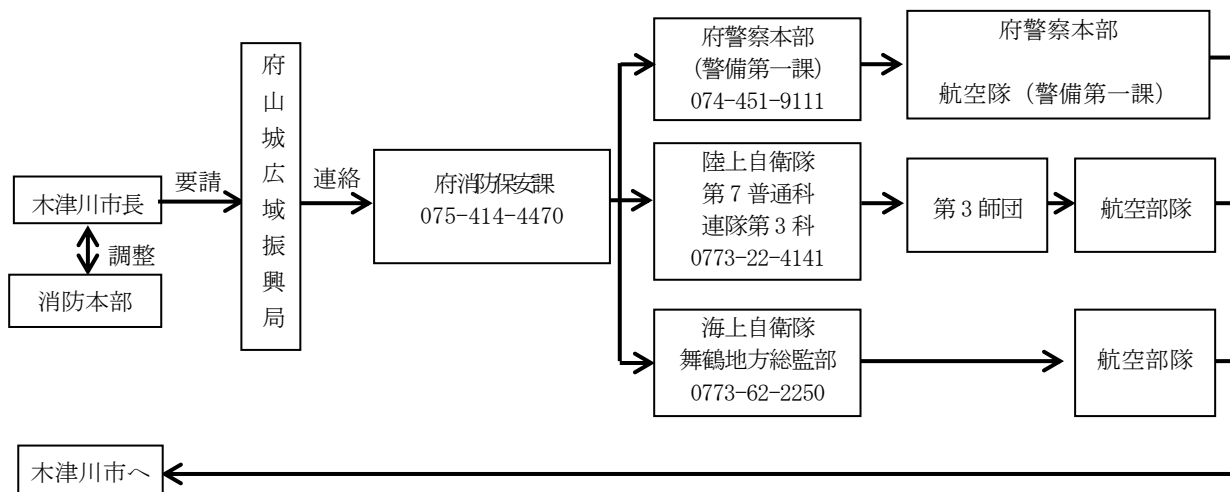 木津川市長
要請
調整
消防本部
府山城広域振興局
連絡
府消防保安課
075-414-4470
府警察本部
(警備第一課)
074-451-9111
府警察本部
航空隊（警備第一課）
陸上自衛隊
第７普通科
連隊第３科
0773-22-4141
第３師団
航空部隊
海上自衛隊
舞鶴地方総監部
0773-62-2250
航空部隊
木津川市へ